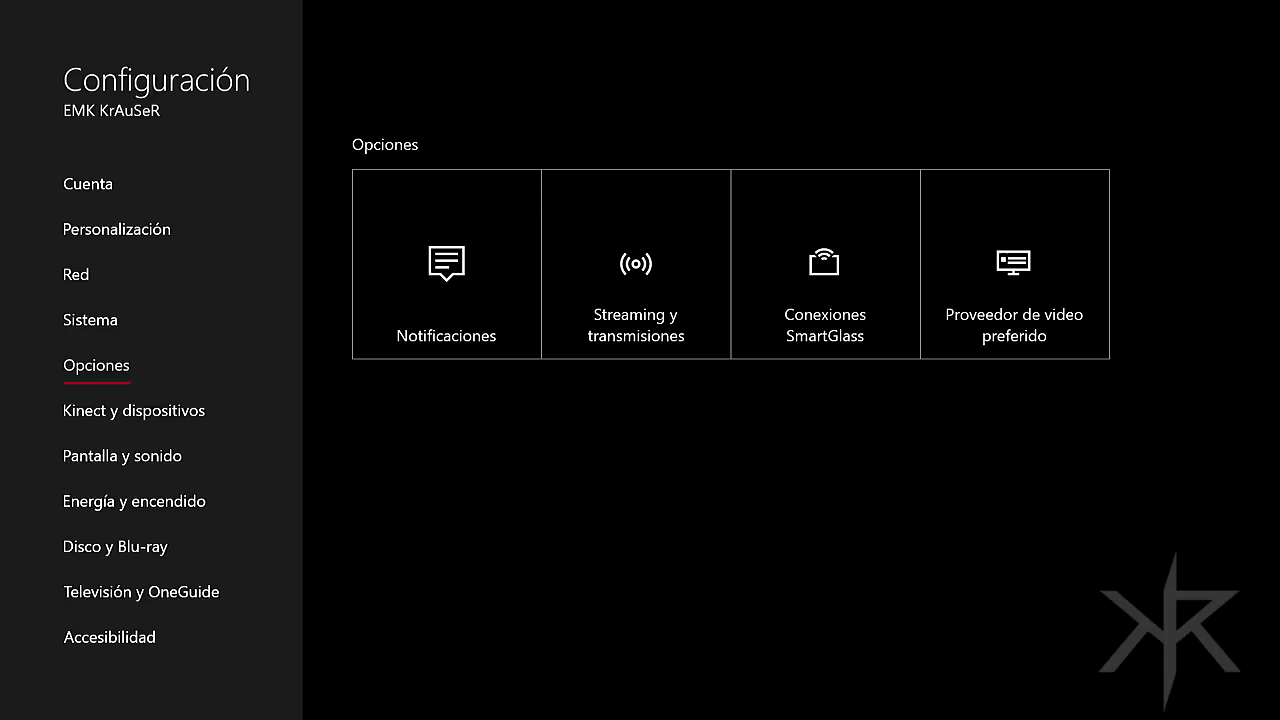 Configuración
EMK KrAuSeR
Cuenta
Personalización
Red
Sistema
Opciones
Kinect y dispositivos
Pantalla y sonido
Energía y encendido
Disco y Blu-ray
Televisión y OneGuide
Accesibilidad
Opciones
Notificaciones
Streaming y
transmisiones
Conexiones
SmartGlass
Proveedor de video
preferido
KR